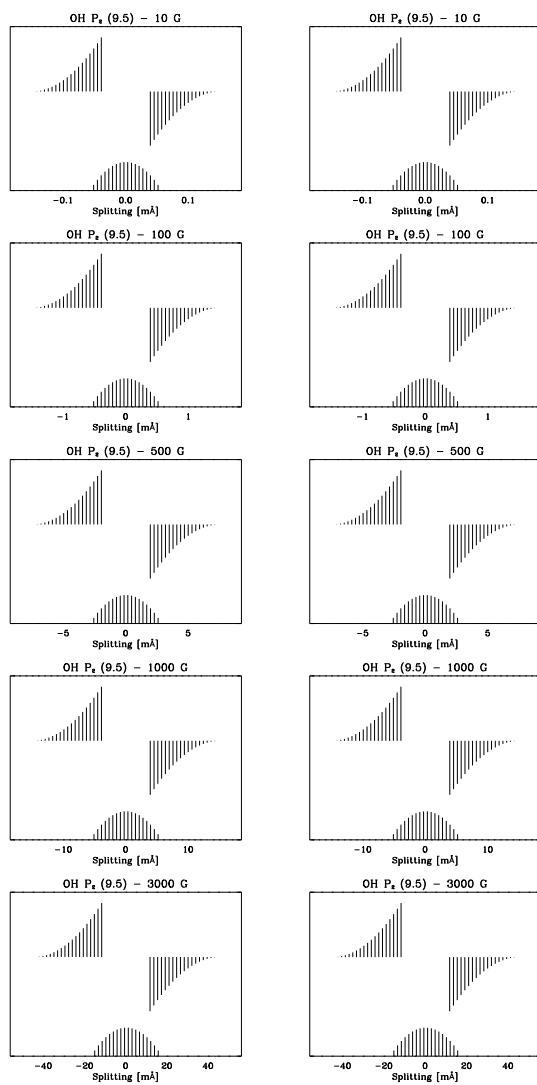 OH P₂ (9.5) – 10 G
OH P₂ (9.5) – 10 G
-0.1 0.0 0.1
-0.1 0.0 0.1
Splitting [mÅ]
Splitting [mÅ]
OH P₂ (9.5) – 100 G
OH P₂ (9.5) – 100 G
-1 0 1
-1 0 1
Splitting [mÅ]
Splitting [mÅ]
OH P₂ (9.5) – 500 G
OH P₂ (9.5) – 500 G
-5 0 5
-5 0 5
Splitting [mÅ]
Splitting [mÅ]
OH P₂ (9.5) – 1000 G
OH P₂ (9.5) – 1000 G
-10 0 10
-10 0 10
Splitting [mÅ]
Splitting [mÅ]
OH P₂ (9.5) – 3000 G
OH P₂ (9.5) – 3000 G
-40 -20 0 20 40
-40 -20 0 20 40
Splitting [mÅ]
Splitting [mÅ]